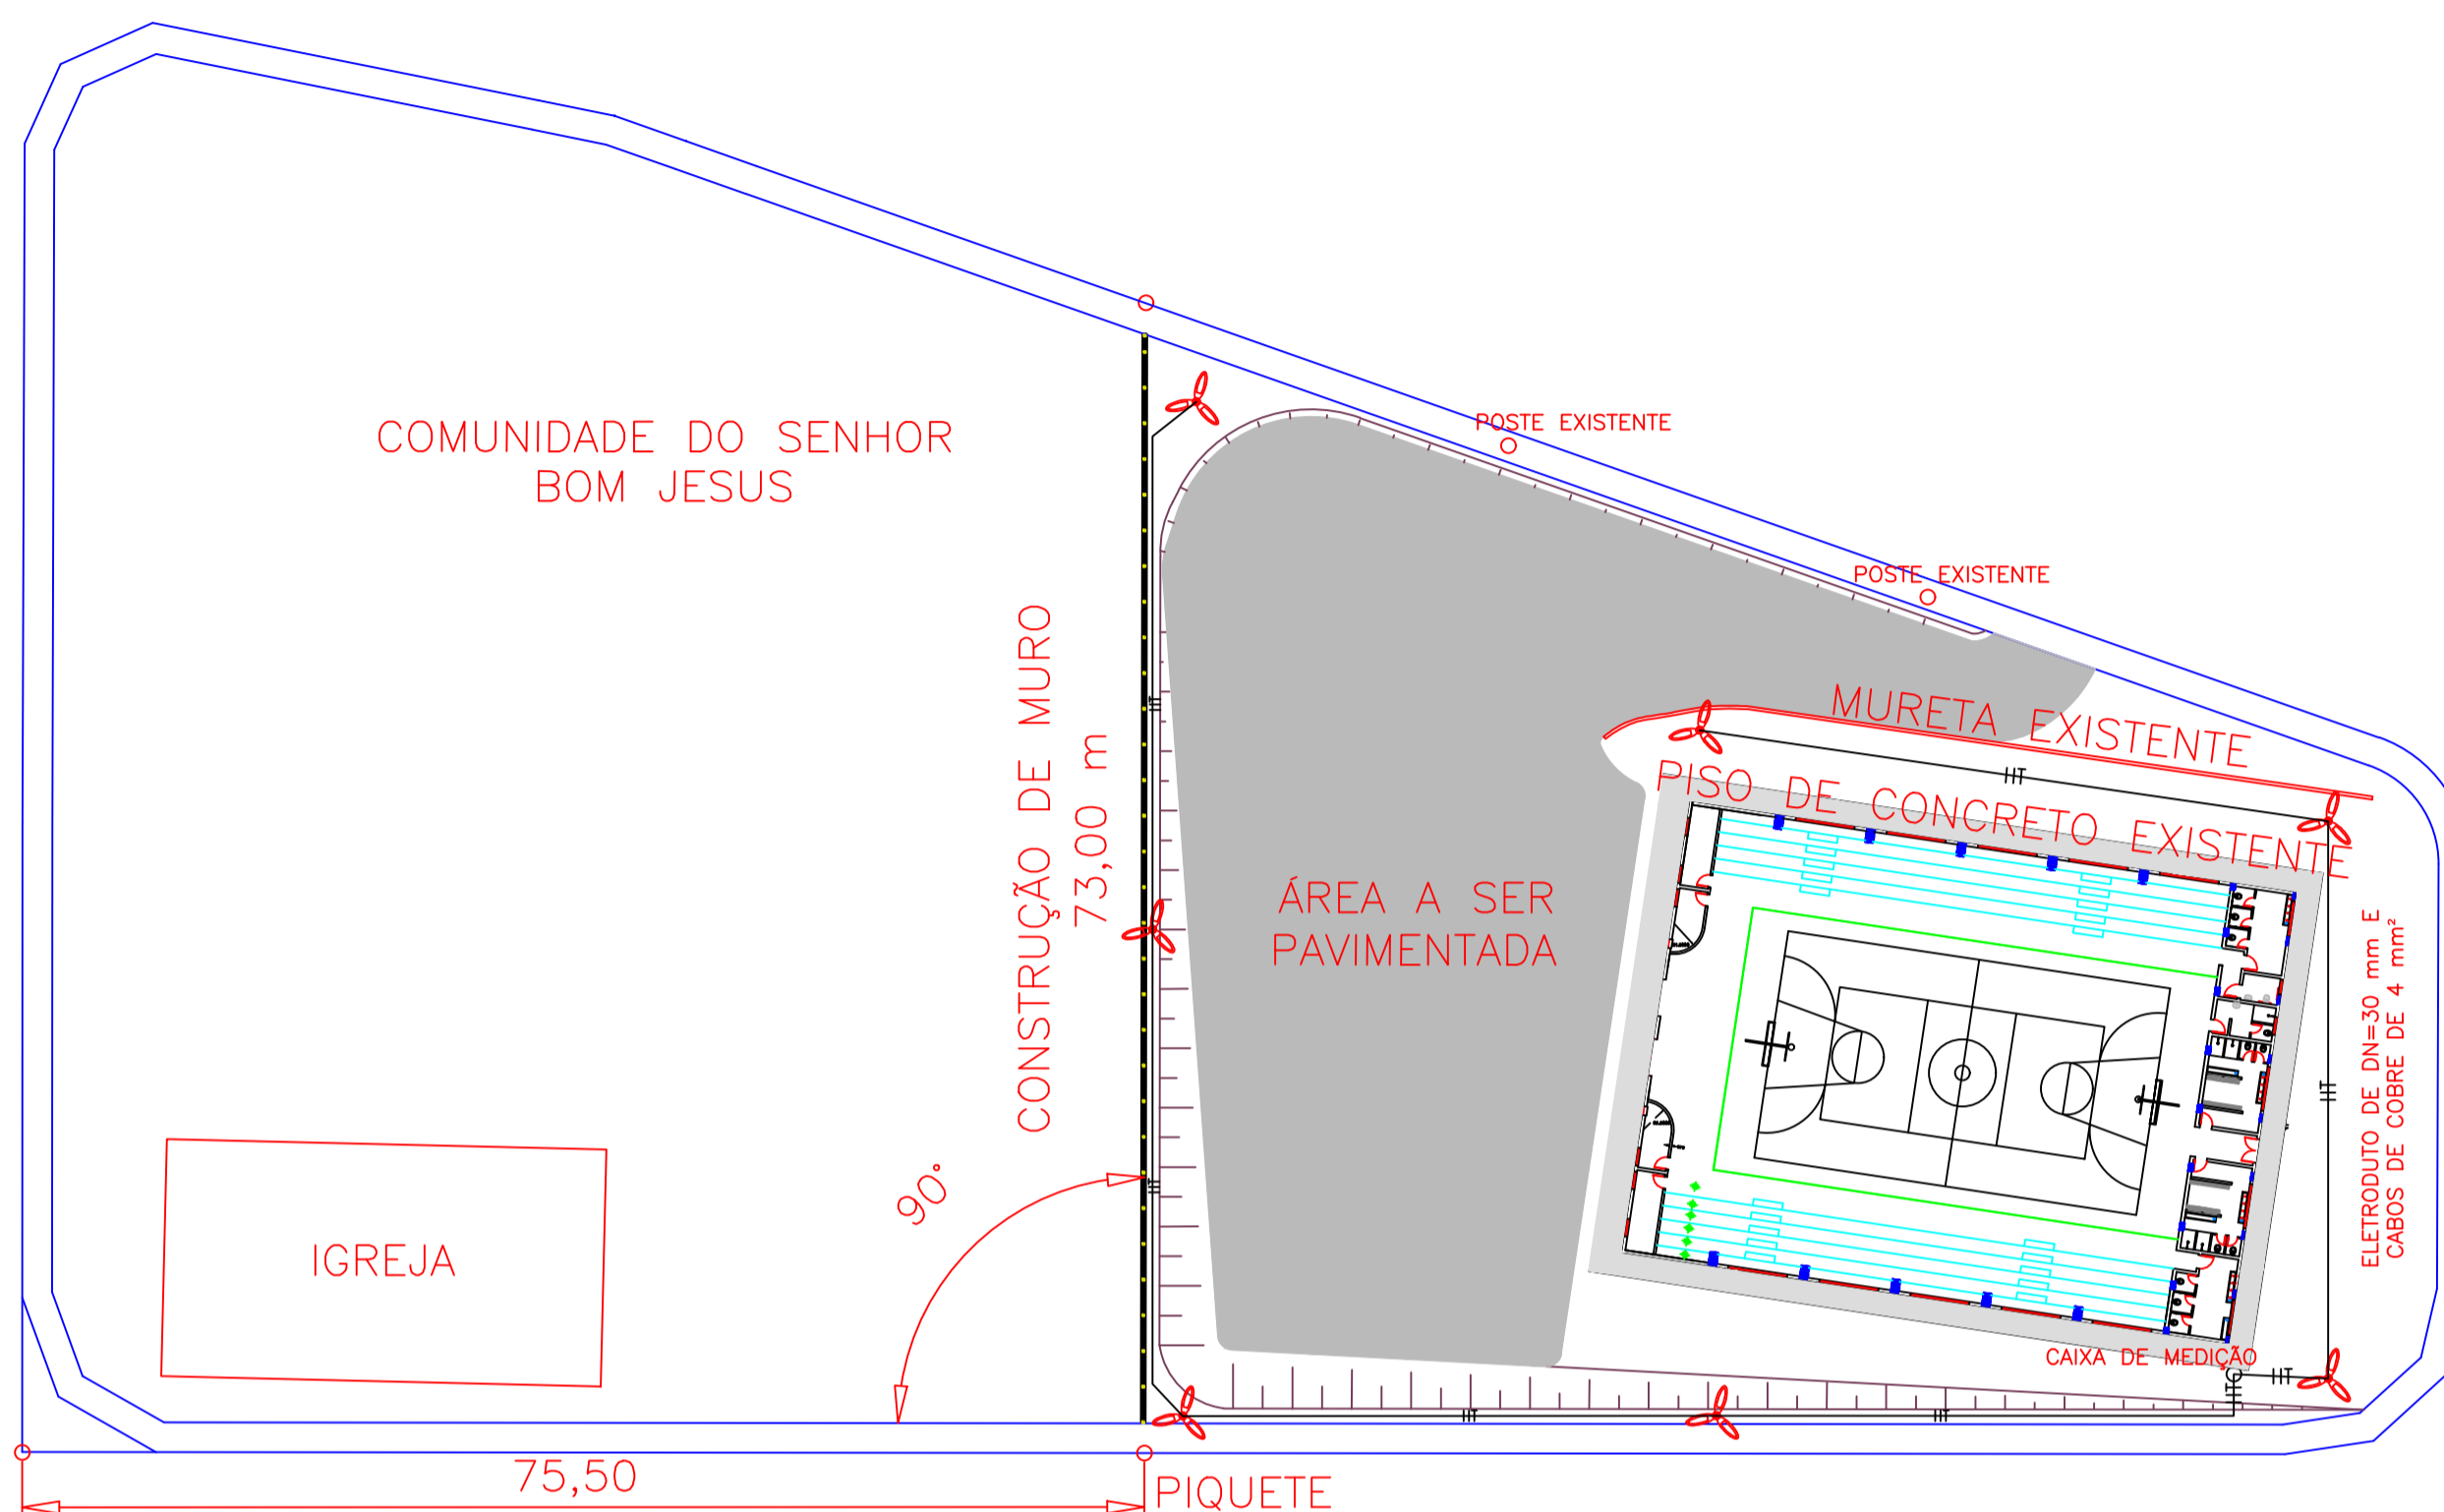 COMUNIDADE DO SENHOR
BOM JESUS
POSTE EXISTENTE
POSTE EXISTENTE
CONSTRUÇÃO DE MURO
73,00 m
MURETA EXISTENTE
PISO DE CONCRETO EXISTENTE
ÁREA A SER
PAVIMENTADA
ELETRODUTO DE DN=30 mm E
CABOS DE COBRE DE 4 mm²
90°
IGREJA
CAIXA DE MEDIÇÃO
75,50
PIQUETE